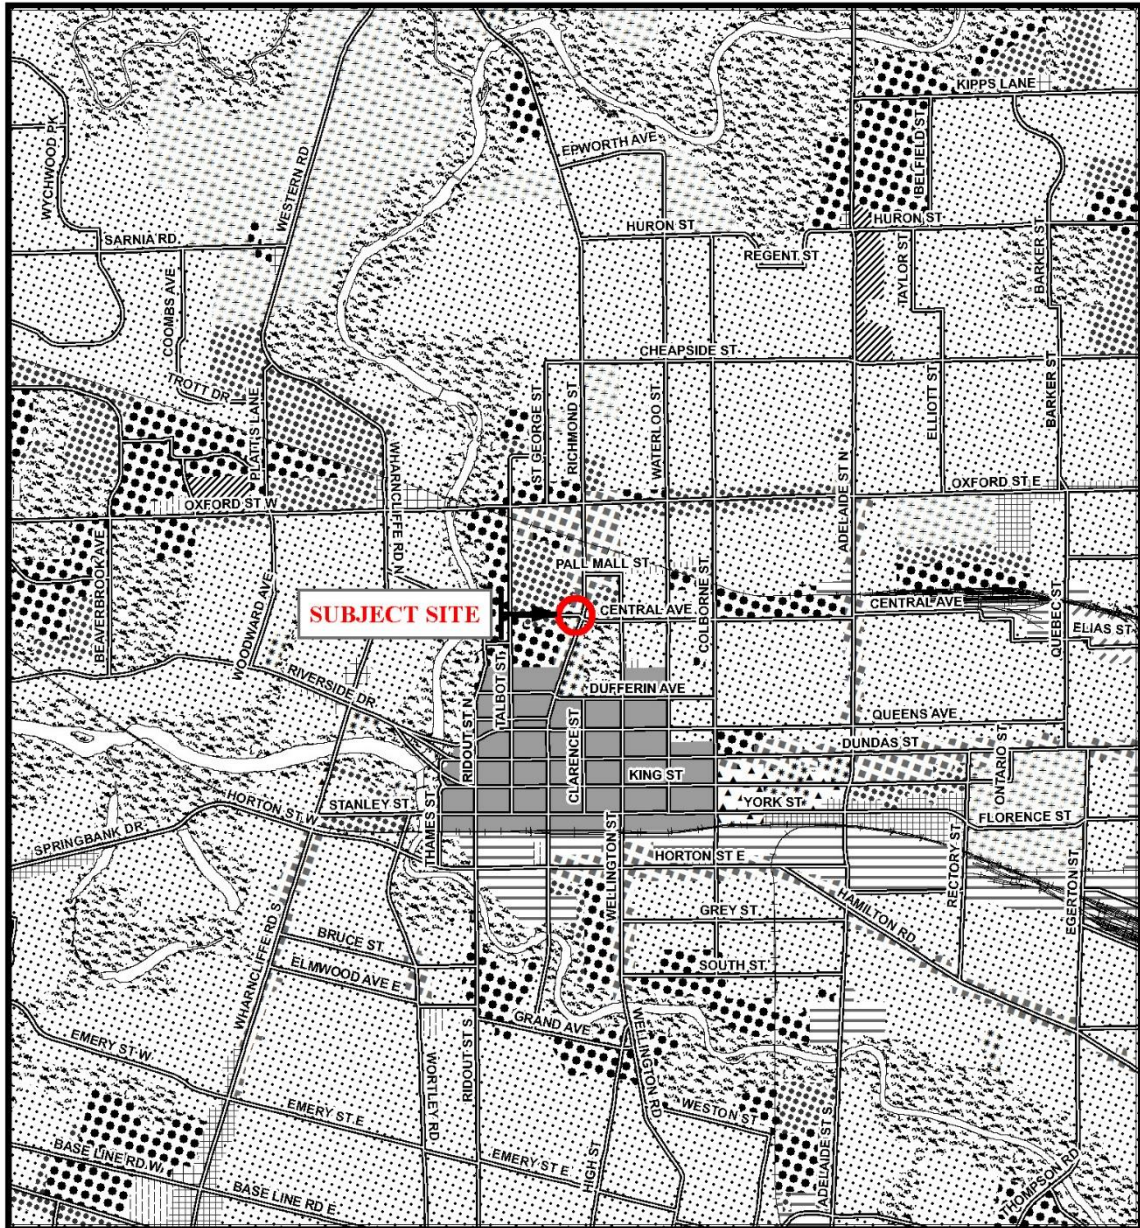 KIPPS LANE
BELFIELD ST
WYCHWOOD PK
EPWORTH AVE
WESTERN RD
HURON ST
HURON ST
SARNIA RD
REGENT ST
TAYLOR ST
BARKER ST
COOMBS AVE
CHEAPSIDE ST
TROTT DR
PLATT'S LANE
ST GEORGE ST
RICHMOND ST
WATERLOO ST
ELLIOTT ST
BARKER ST
WHARNCLIFFE RD N
ADELAIDE ST N
OXFORD ST W
OXFORD ST E
BEAVERBROOK AVE
PALL MALL ST
COLBORNE ST
WOODWARD AVE
SUBJECT SITE
CENTRAL AVE
CENTRAL AVE
QUEBEC ST
ELIAS ST
RIVERSIDE DR
TALBOT ST
DUFFERIN AVE
RIDOUT ST N
QUEENS AVE
CLARENCE ST
DUNDAS ST
ONTARIO ST
KING ST
HORTON ST W
STANLEY ST
YORK ST
SPRINGBANK DR
THAMES ST
FLORENCE ST
WELLINGTON ST
HORTON ST E
RECTORY ST
EGERTON ST
HAMILTON RD
WHARNCLIFFE RD S
GREY ST
BRUCE ST
SOUTH ST
ELMWOOD AVE E
GRAND AVE
EMERY ST W
RIDOUT ST S
WORTLEY RD
WELLINGTON RD
WESTON ST
EMERY ST E
ADELAIDE ST S
HIGH ST
EMERY ST E
BASE LINE RD W
THOMPSON RD
BASE LINE RD E